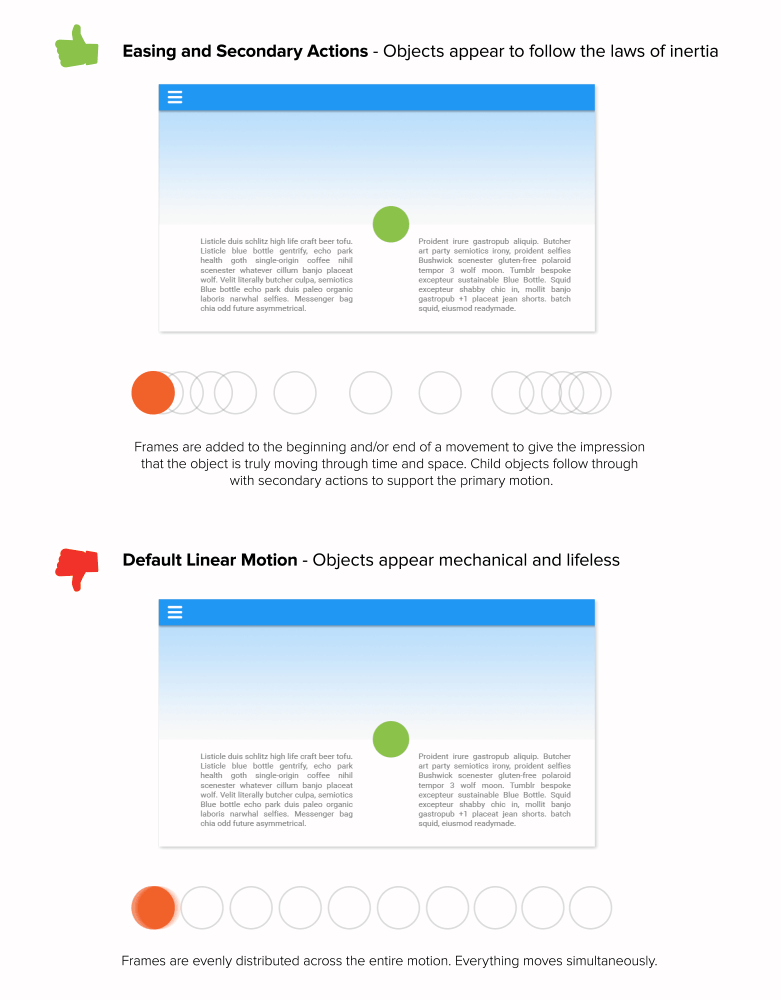 Easing and Secondary Actions - Objects appear to follow the laws of inertia
Listicle duis schlitz high life craft beer tofu.
Listicle blue bottle gentrify, echo park
health goth single-origin coffee nihil
scenester whatever cillum banjo placeat
wolf. Velit literally butcher culpa, semiotics
Blue bottle echo park duis paleo organic
laboris narwhal selfies. Messenger bag
chia odd future asymmetrical.
Proident irure gastropub aliquip. Butcher
art party semiotics irony, proident selfies
Bushwick scenester gluten-free polaroid
tempor 3 wolf moon. Tumblr bespoke
excepteur sustainable Blue Bottle. Squid
excepteur shabby chic in, mollit banjo
gastropub +1 placeat jean shorts. batch
squid, eiusmod readymade.
Frames are added to the beginning and/or end of a movement to give the impression
that the object is truly moving through time and space. Child objects follow through
with secondary actions to support the primary motion.
Default Linear Motion - Objects appear mechanical and lifeless
Listicle duis schlitz high life craft beer tofu.
Listicle blue bottle gentrify, echo park
health goth single-origin coffee nihil
scenester whatever cillum banjo placeat
wolf. Velit literally butcher culpa, semiotics
Blue bottle echo park duis paleo organic
laboris narwhal selfies. Messenger bag
chia odd future asymmetrical.
Proident irure gastropub aliquip. Butcher
art party semiotics irony, proident selfies
Bushwick scenester gluten-free polaroid
tempor 3 wolf moon. Tumblr bespoke
excepteur sustainable Blue Bottle. Squid
excepteur shabby chic in, mollit banjo
gastropub +1 placeat jean shorts. batch
squid, eiusmod readymade.
Frames are evenly distributed across the entire motion. Everything moves simultaneously.